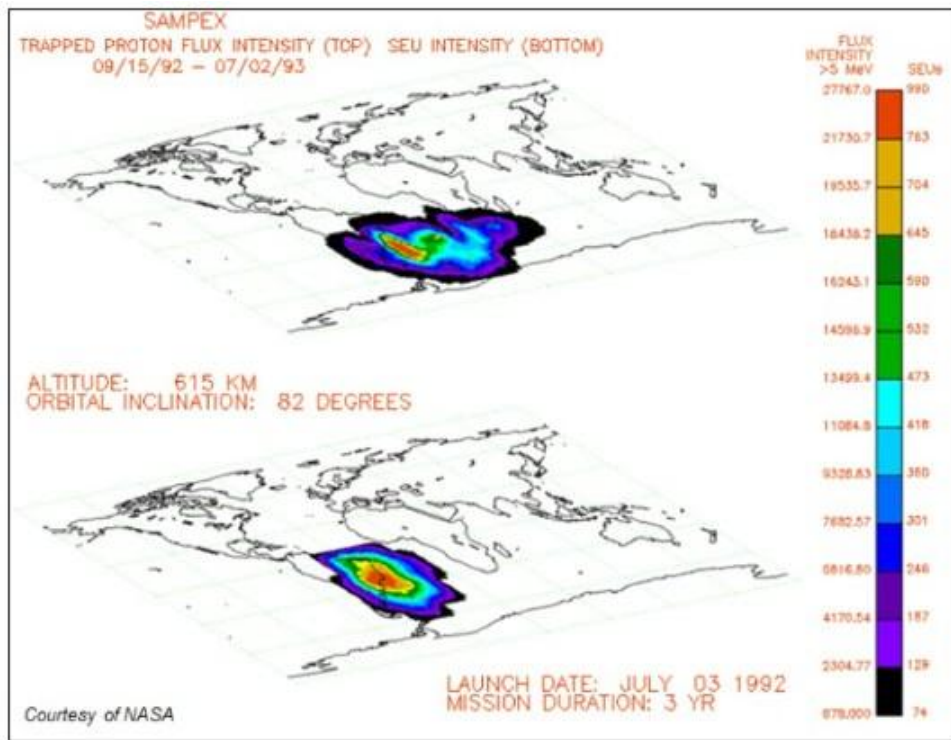 SAMPEX
TRAPPED PROTON FLUX INTENSITY (TOP) SEU INTENSITY (BOTTOM)
09/15/92 - 07/02/93
FLUX
INTENSITY
>5 MeV SEUs
27767.0 990
21730.7 763
19535.7 704
18438.2 645
16243.1 590
14596.9 532
13499.4 473
11084.8 418
9328.83 360
7682.57 301
5816.80 246
4170.54 187
2304.77 129
878.000 74
ALTITUDE: 615 KM
ORBITAL INCLINATION: 82 DEGREES
LAUNCH DATE: JULY 03 1992
MISSION DURATION: 3 YR
Courtesy of NASA